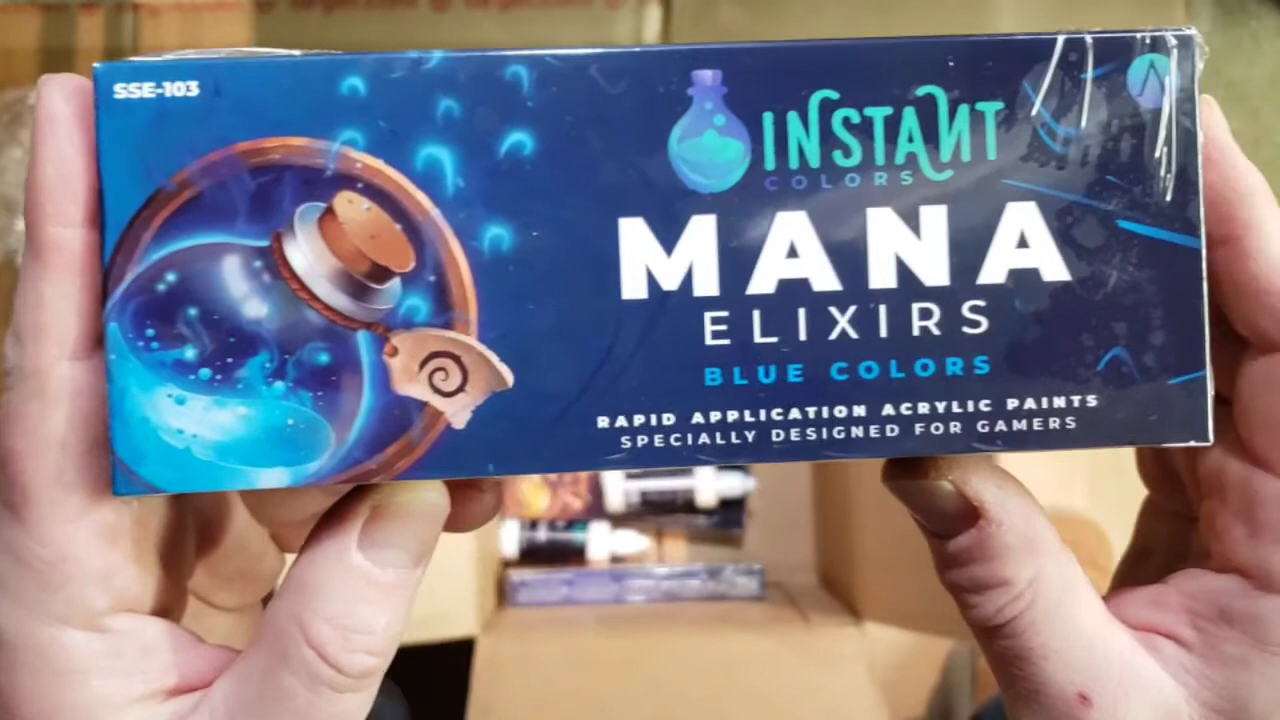 SSE-103
INSTANT
COLORS
MANA
ELIXIRS
BLUE COLORS
RAPID APPLICATION ACRYLIC PAINTS
SPECIALLY DESIGNED FOR GAMERS